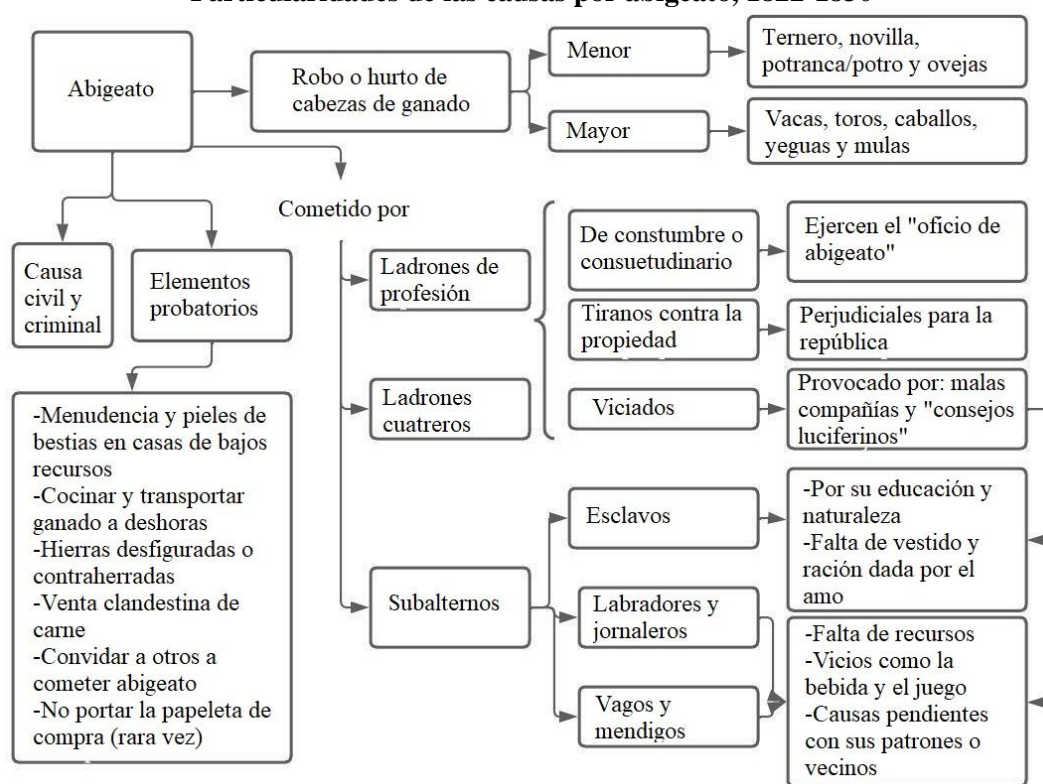 Particularidades de las causas por abigeato, 1822-1850
Abigeato
Robo o hurto de
cabezas de ganado
Menor
Ternero, novilla,
potranca/potro y ovejas
Mayor
Vacas, toros, caballos,
yeguas y mulas
Cometido por
Causa
civil y
criminal
Elementos
probatorios
Ladrones de
profesión
De constumbre o
consuetudinario
Ejercen el "oficio de
abigeato"
Tiranos contra la
propiedad
Perjudiciales para la
república
Ladrones
cuatreros
Viciados
Provocado por: malas
compañías y "consejos
luciferinos"
-Menudencia y pieles de
bestias en casas de bajos
recursos
-Cocinar y transportar
ganado a deshoras
-Hierras desfiguradas o
contraherradas
-Venta clandestina de
carne
-Convidar a otros a
cometer abigeato
-No portar la papeleta de
compra (rara vez)
Subalternos
Esclavos
-Por su educación y
naturaleza
-Falta de vestido y
ración dada por el
amo
Labradores y
jornaleros
Vagos y
mendigos
-Falta de recursos
-Vicios como la
bebida y el juego
-Causas pendientes
con sus patrones o
vecinos